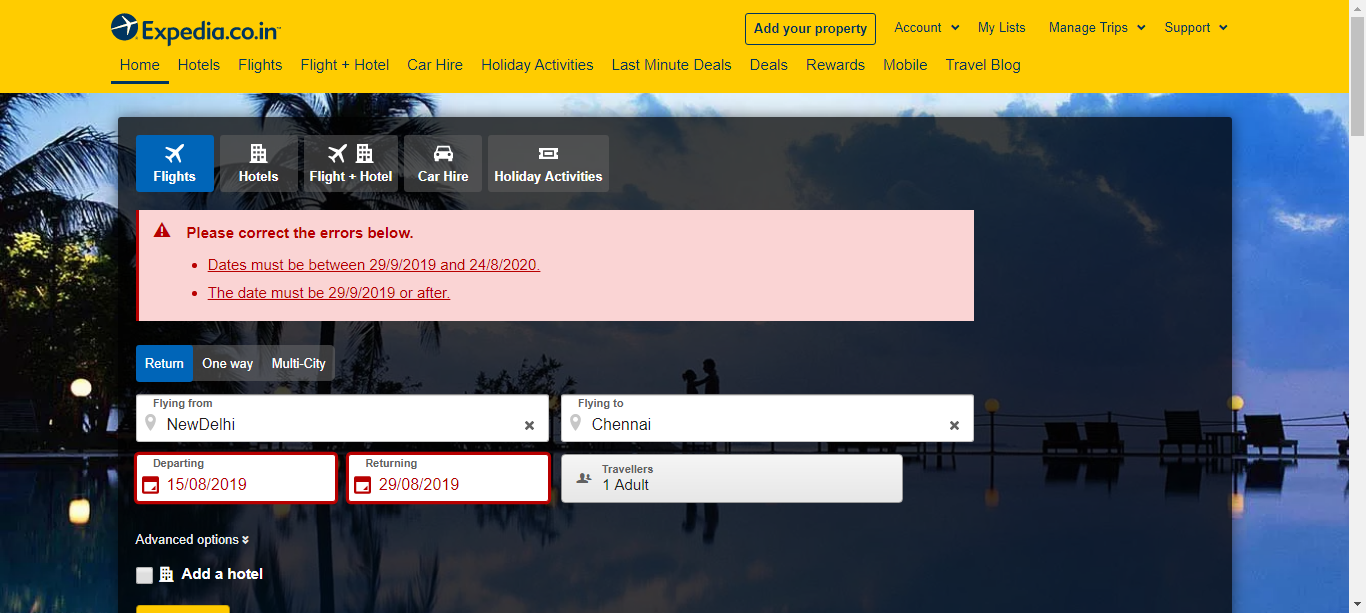 Expedia.co.in
Add your property Account My Lists Manage Trips Support
Home Hotels Flights Flight + Hotel Car Hire Holiday Activities Last Minute Deals Deals Rewards Mobile Travel Blog
Flights Hotels Flight + Hotel Car Hire Holiday Activities
Please correct the errors below.
• Dates must be between 29/9/2019 and 24/8/2020.
• The date must be 29/9/2019 or after.
Return One way Multi-City
Flying from Flying to
NewDelhi Chennai
Departing Returning Travellers
15/08/2019 29/08/2019 1 Adult
Advanced options
Add a hotel